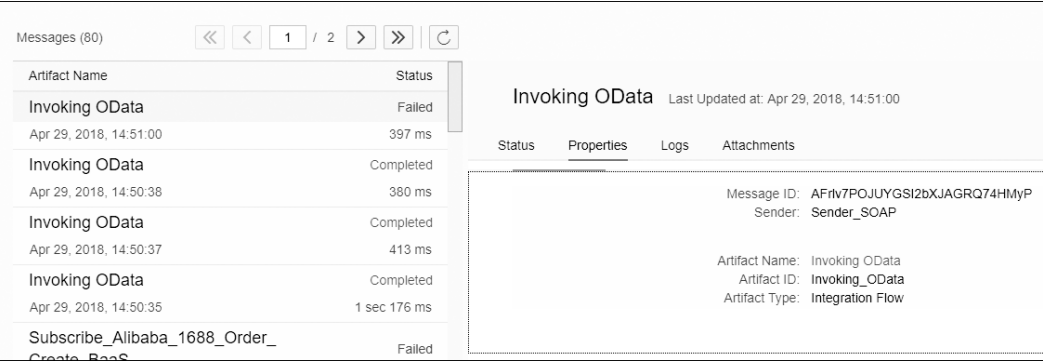 Messages (80)
1 / 2
Artifact Name Status
Invoking OData Failed
Apr 29, 2018, 14:51:00 397 ms
Invoking OData Completed
Apr 29, 2018, 14:50:38 380 ms
Invoking OData Completed
Apr 29, 2018, 14:50:37 413 ms
Invoking OData Completed
Apr 29, 2018, 14:50:35 1 sec 176 ms
Subscribe_Alibaba_1688_Order_
Create_BaaS Failed
Invoking OData Last Updated at: Apr 29, 2018, 14:51:00
Status Properties Logs Attachments
Message ID: AFrlv7POJUYGSI2bXJAGRQ74HMyP
Sender: Sender_SOAP
Artifact Name: Invoking OData
Artifact ID: Invoking_OData
Artifact Type: Integration Flow